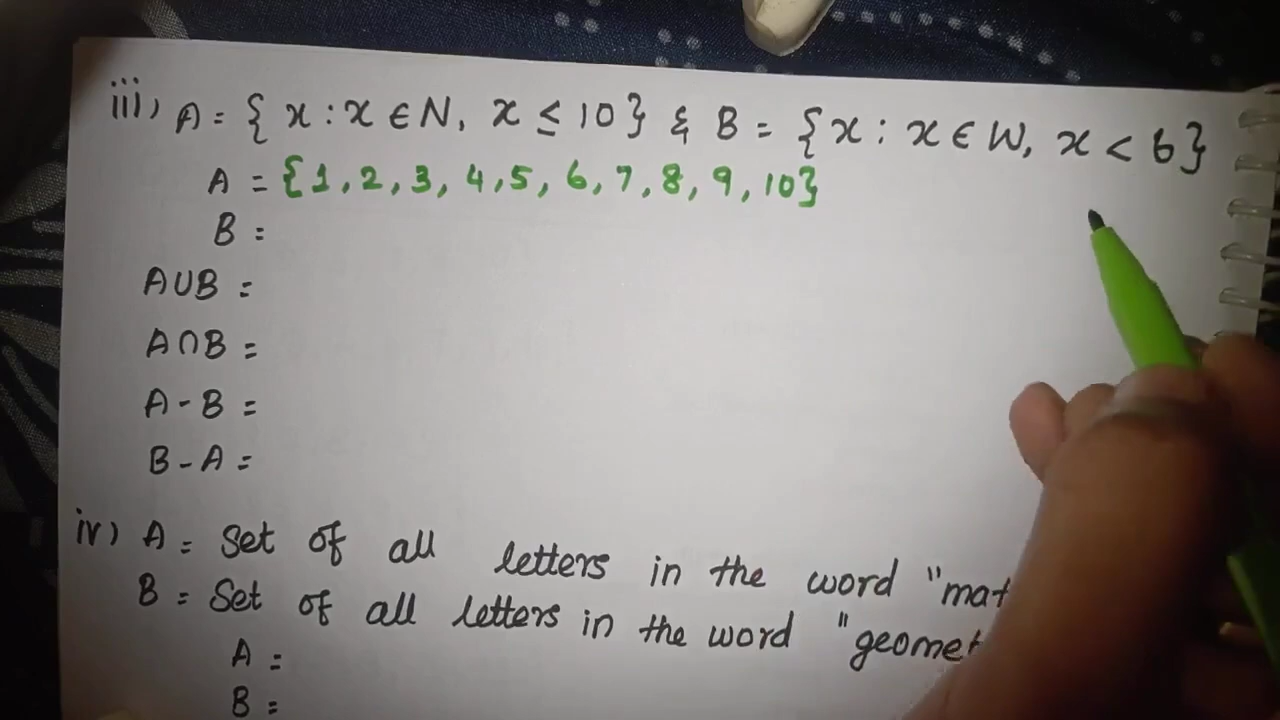 iii) A = { x : x ∈ N, x ≤ 10} & B = {x : x ∈ W, x < 6}
A = {1, 2, 3, 4, 5, 6, 7, 8, 9, 10}
B =
A∪B =
A∩B =
A - B =
B - A =
iv) A = Set of all letters in the word "mat
B = Set of all letters in the word "geomet
A =
B =